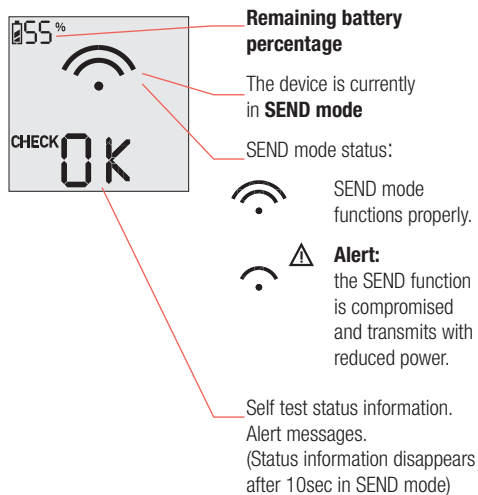 55%
CHECK OK
Remaining battery
percentage
The device is currently
in SEND mode
SEND mode status:
SEND mode
functions properly.
Alert:
the SEND function
is compromised
and transmits with
reduced power.
Self test status information.
Alert messages.
(Status information disappears
after 10sec in SEND mode)